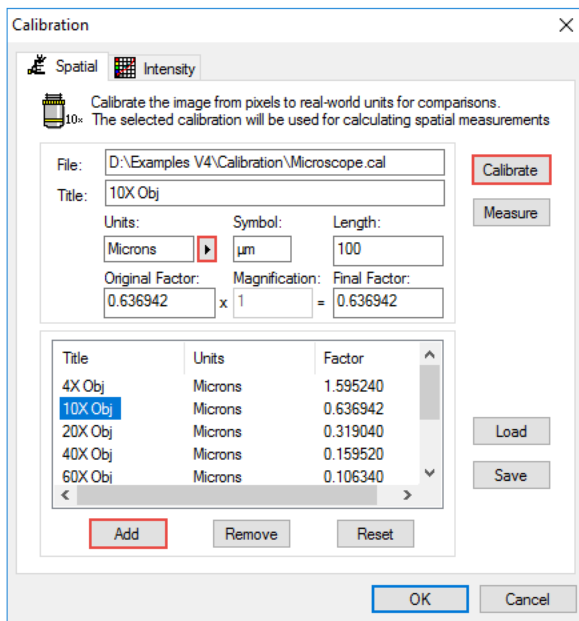 Calibration
Spatial Intensity
10x
Calibrate the image from pixels to real-world units for comparisons.
The selected calibration will be used for calculating spatial measurements
File: D:\Examples V4\Calibration\Microscope.cal
Calibrate
Title: 10X Obj
Measure
Units: Symbol: Length:
Microns µm 100
Original Factor: Magnification: Final Factor:
0.636942 x 1 = 0.636942
Title Units Factor
4X Obj Microns 1.595240
10X Obj Microns 0.636942
20X Obj Microns 0.319040
40X Obj Microns 0.159520
60X Obj Microns 0.106340
Load
Save
Add Remove Reset
OK Cancel